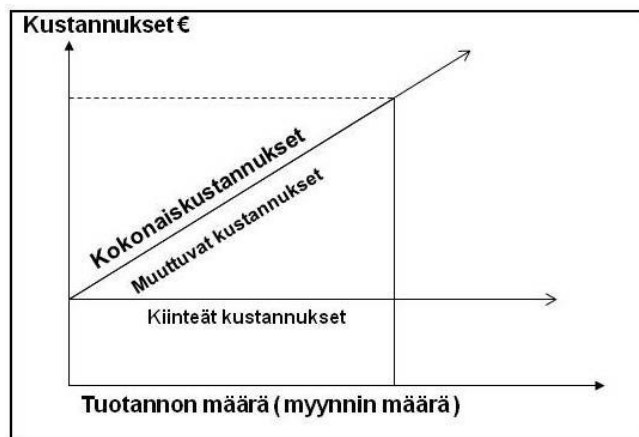 Kustannukset €
Kokonaiskustannukset
Muuttuvat kustannukset
Kiinteät kustannukset
Tuotannon määrä ( myynnin määrä )